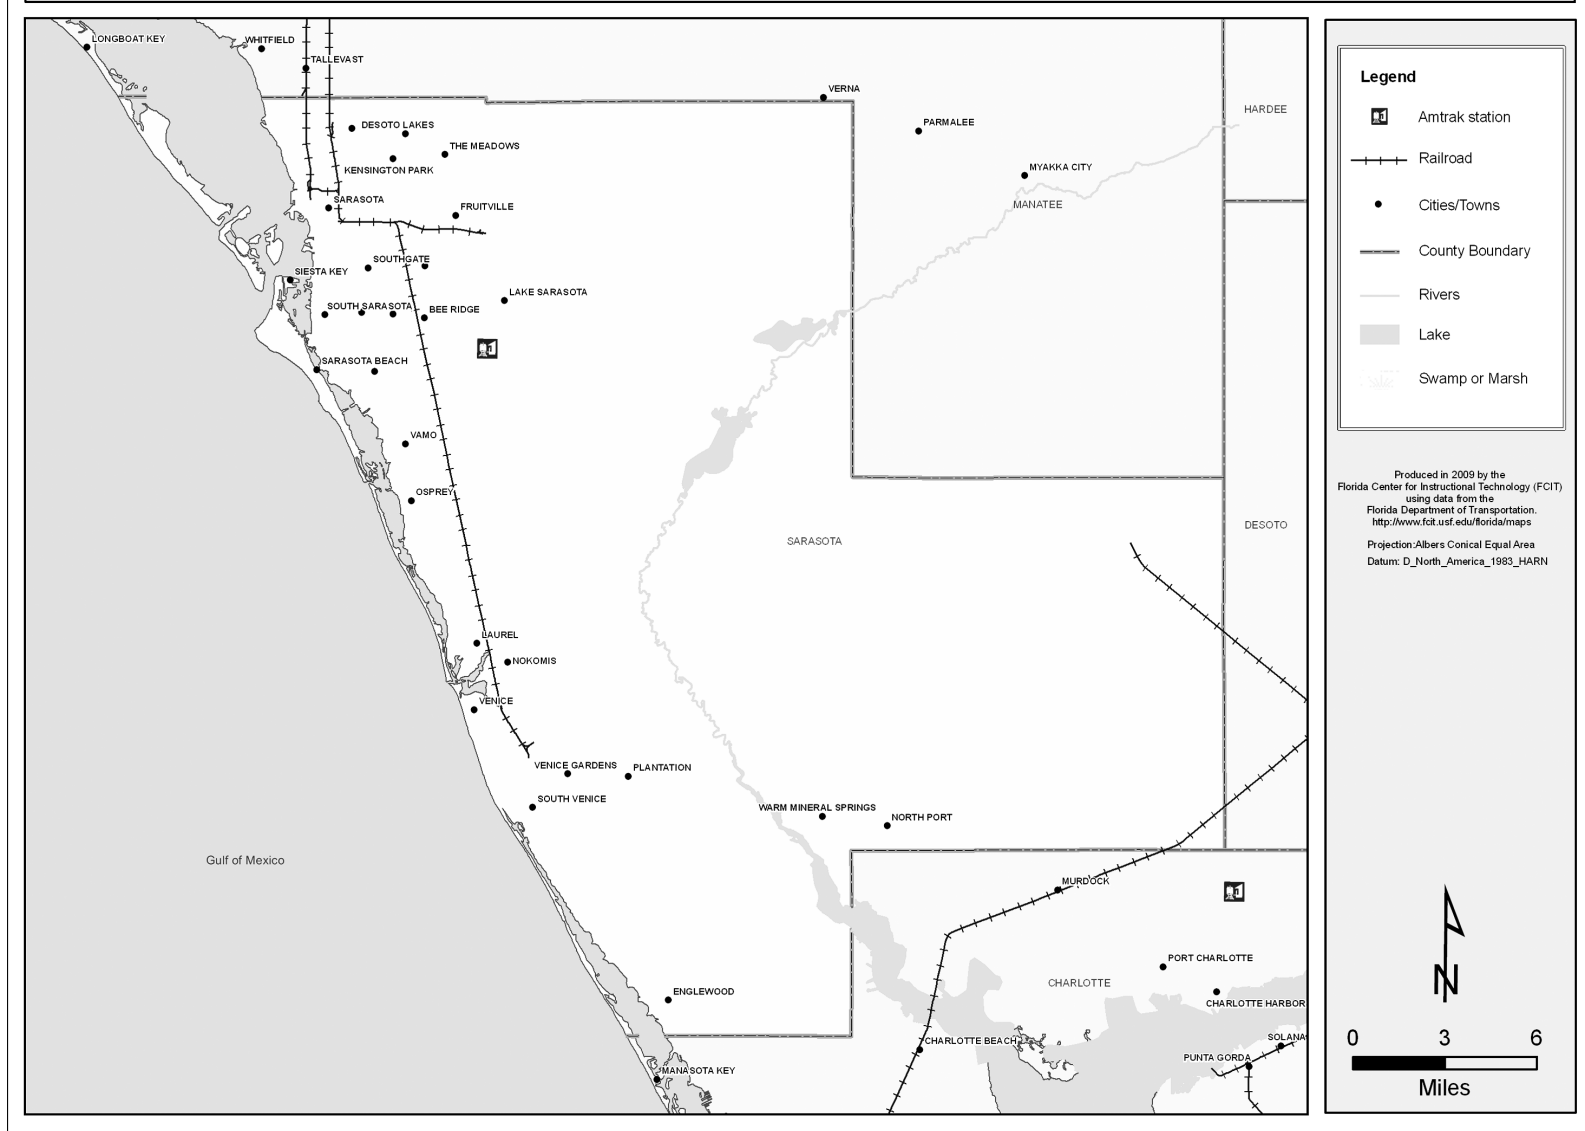 LONGBOAT KEY
WHITFIELD
TALLEVAST
VERNA
PARMALEE
HARDEE
DESOTO LAKES
THE MEADOWS
KENSINGTON PARK
MYAKKA CITY
MANATEE
SARASOTA
FRUITVILLE
SOUTHGATE
SIESTA KEY
LAKE SARASOTA
SOUTH SARASOTA
BEE RIDGE
SARASOTA BEACH
VAMO
OSPREY
DESOTO
SARASOTA
LAUREL
NOKOMIS
VENICE
VENICE GARDENS
PLANTATION
SOUTH VENICE
WARM MINERAL SPRINGS
NORTH PORT
Gulf of Mexico
MURDOCK
PORT CHARLOTTE
CHARLOTTE
ENGLEWOOD
CHARLOTTE HARBOR
CHARLOTTE BEACH
SOLANA
PUNTA GORDA
MANASOTA KEY
Legend
Amtrak station
Railroad
Cities/Towns
County Boundary
Rivers
Lake
Swamp or Marsh
Produced in 2009 by the
Florida Center for Instructional Technology (FCIT)
using data from the
Florida Department of Transportation.
http://www.fcit.usf.edu/florida/maps
Projection:Albers Conical Equal Area
Datum: D_North_America_1983_HARN
N
0 3 6
Miles